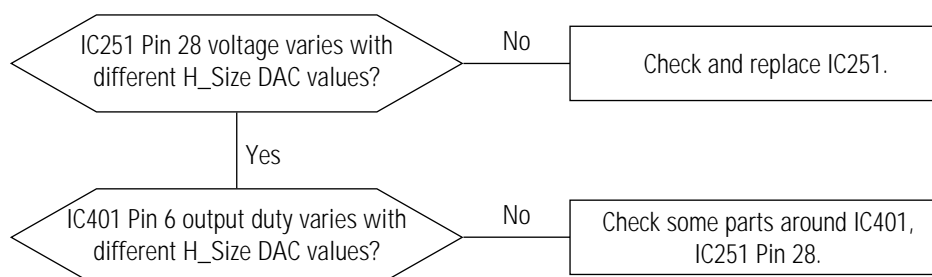 IC251 Pin 28 voltage varies with
different H_Size DAC values?
No
Check and replace IC251.
Yes
IC401 Pin 6 output duty varies with
different H_Size DAC values?
No
Check some parts around IC401,
IC251 Pin 28.